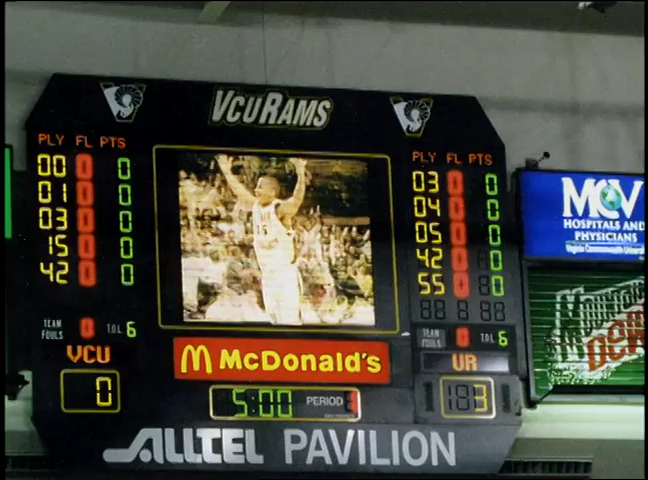 VCU RAMS
PLY FL PTS
00 0 0
01 0 0
03 0 0
15 0 0
42 0 0
PLY FL PTS
03 0 0
04 0 0
05 0 0
42 0 0
55 0 0
TEAM FOULS 0 T.O.L. 6
TEAM FOULS 0 T.O.L. 6
VCU
0
McDonald's
5:00 PERIOD
UR
3
ALLTEL PAVILION
MCV
HOSPITALS AND
PHYSICIANS
Virginia Commonwealth
Mountain
Dew